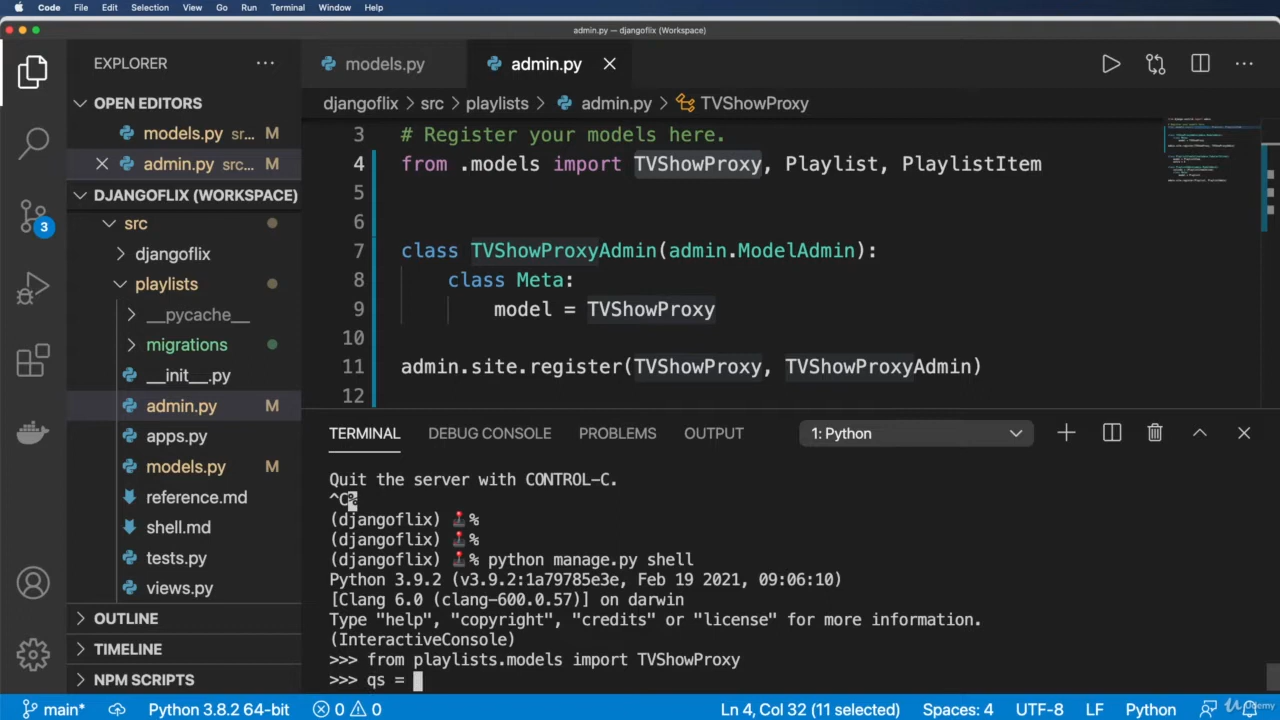 Code File Edit Selection View Go Run Terminal Window Help
admin.py — djangoflix (Workspace)
EXPLORER
models.py
admin.py
OPEN EDITORS
djangoflix > src > playlists > admin.py > TVShowProxy
models.py sr... M
admin.py src... M
DJANGOFLIX (WORKSPACE)
src
djangoflix
playlists
__pycache__
migrations
__init__.py
admin.py M
apps.py
models.py M
reference.md
shell.md
tests.py
views.py
OUTLINE
TIMELINE
NPM SCRIPTS
3
3 # Register your models here.
4 from .models import TVShowProxy, Playlist, PlaylistItem
5
6
7 class TVShowProxyAdmin(admin.ModelAdmin):
8 class Meta:
9 model = TVShowProxy
10
11 admin.site.register(TVShowProxy, TVShowProxyAdmin)
12
TERMINAL DEBUG CONSOLE PROBLEMS OUTPUT 1: Python
Quit the server with CONTROL-C.
^C%
(djangoflix) 🕹%
(djangoflix) 🕹%
(djangoflix) 🕹% python manage.py shell
Python 3.9.2 (v3.9.2:1a79785e3e, Feb 19 2021, 09:06:10)
[Clang 6.0 (clang-600.0.57)] on darwin
Type "help", "copyright", "credits" or "license" for more information.
(InteractiveConsole)
>>> from playlists.models import TVShowProxy
>>> qs =
main* Python 3.8.2 64-bit 0 0 Ln 4, Col 32 (11 selected) Spaces: 4 UTF-8 LF Python
Udemy